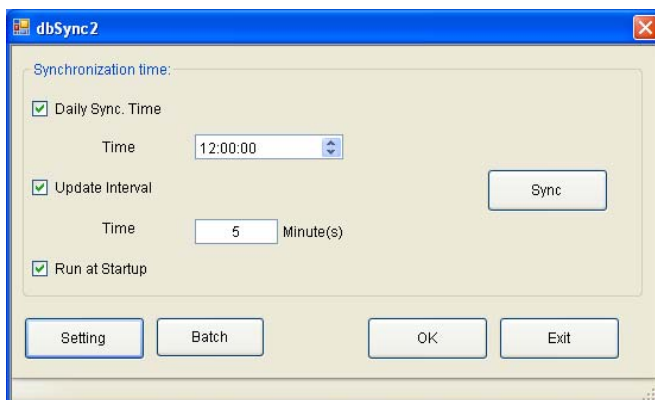 dbSync2
Synchronization time:
Daily Sync. Time
Time 12:00:00
Update Interval
Sync
Time 5 Minute(s)
Run at Startup
Setting Batch OK Exit